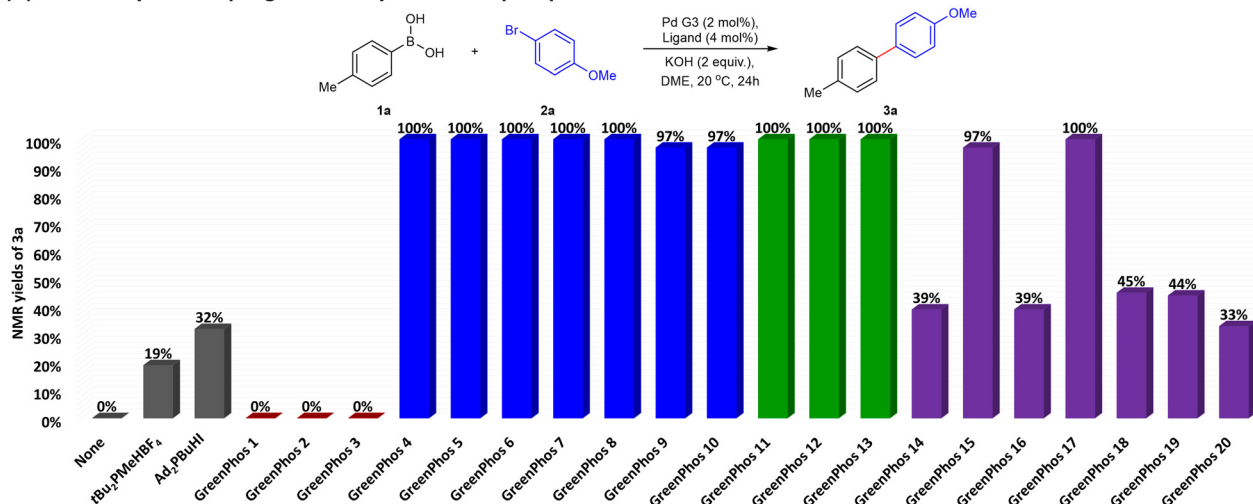 Pd G3 (2 mol%),
Ligand (4 mol%)
KOH (2 equiv.),
DME, 20 °C, 24h
OH
B
OH
Me
+
Br
OMe
OMe
Me
1a
2a
3a
NMR yields of 3a
100%
90%
80%
70%
60%
50%
40%
30%
20%
10%
0%
0%
19%
32%
0%
0%
0%
100%
100%
100%
100%
100%
97%
97%
100%
100%
100%
39%
97%
39%
100%
45%
44%
33%
None
tBu₂PMeHBF₄
Ad₂PBuHI
GreenPhos 1
GreenPhos 2
GreenPhos 3
GreenPhos 4
GreenPhos 5
GreenPhos 6
GreenPhos 7
GreenPhos 8
GreenPhos 9
GreenPhos 10
GreenPhos 11
GreenPhos 12
GreenPhos 13
GreenPhos 14
GreenPhos 15
GreenPhos 16
GreenPhos 17
GreenPhos 18
GreenPhos 19
GreenPhos 20